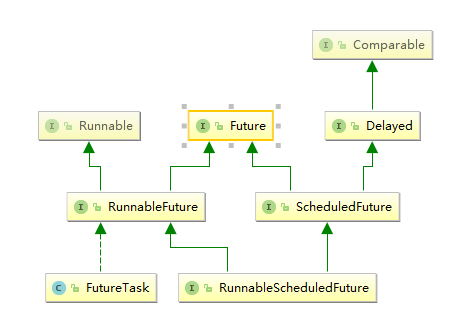 I Comparable
I Runnable
I Future
I Delayed
I RunnableFuture
I ScheduledFuture
C FutureTask
I RunnableScheduledFuture